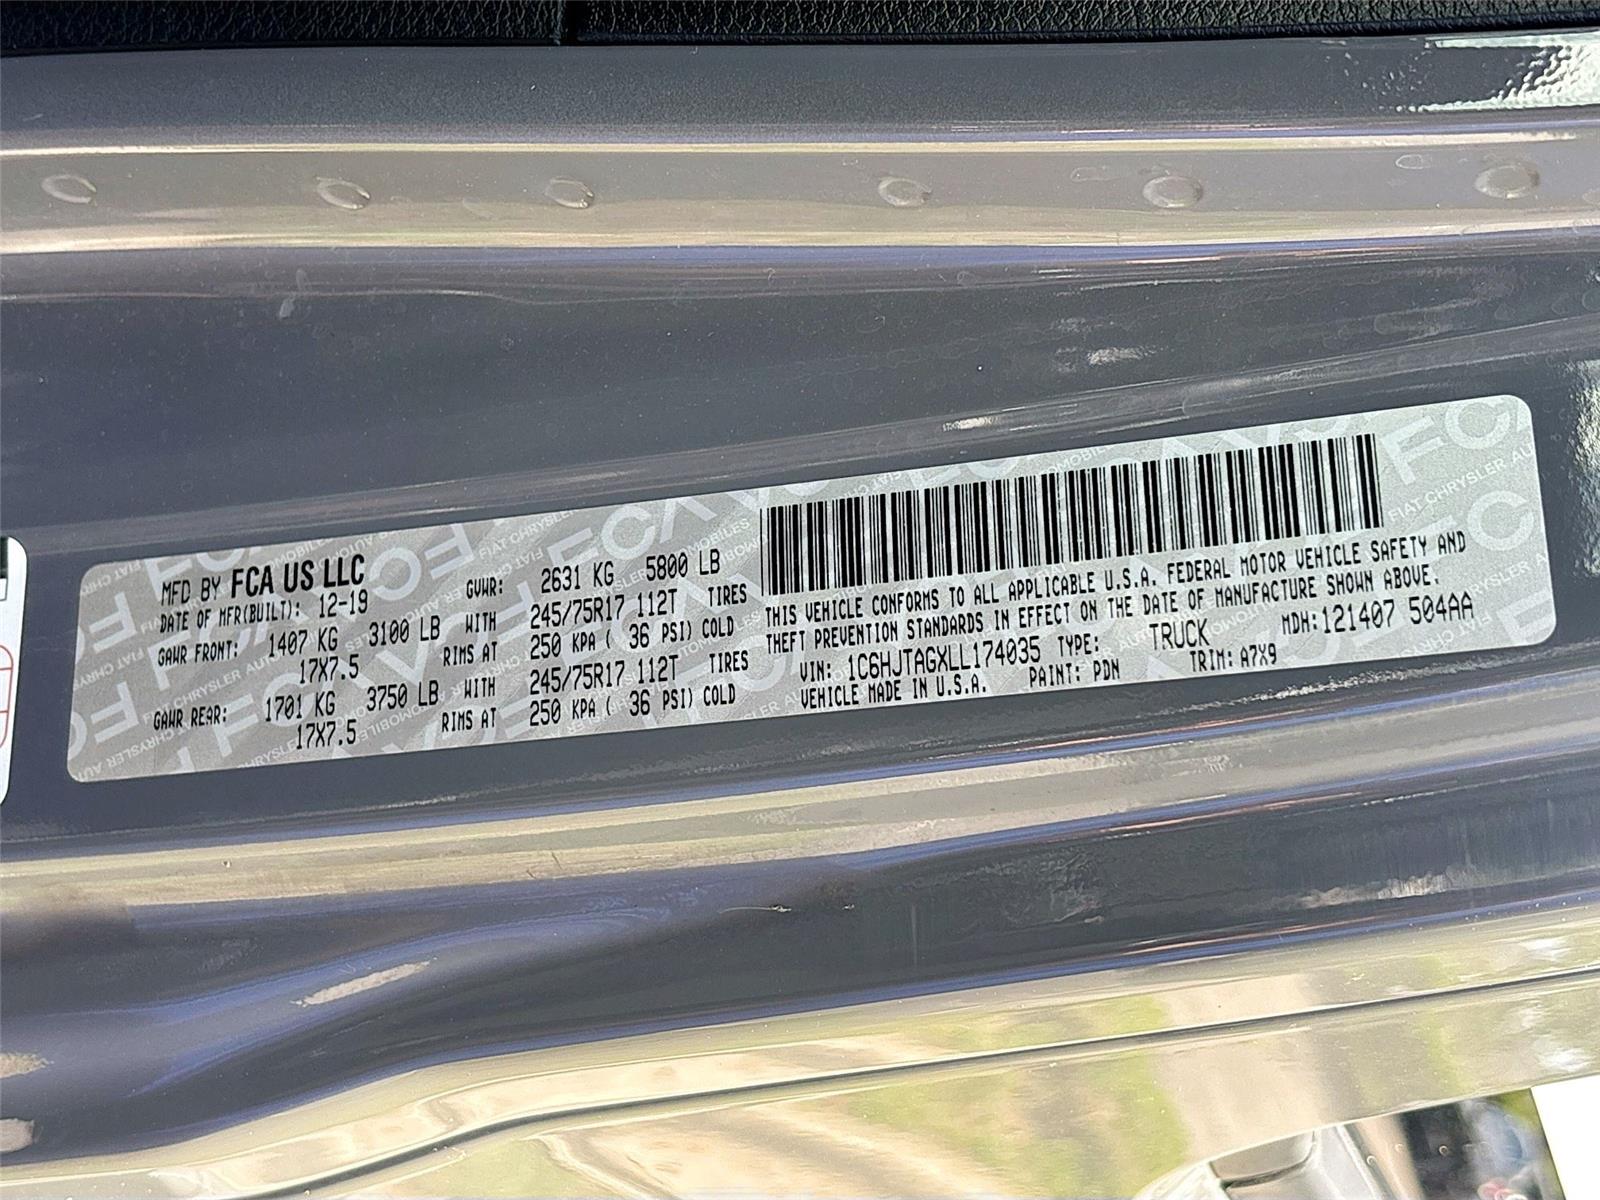 MFD BY FCA US LLC
DATE OF MFR(BUILT): 12-19
GVWR: 2631 KG 5800 LB
GAWR FRONT: 1407 KG 3100 LB WITH 245/75R17 112T TIRES
17X7.5 RIMS AT 250 KPA ( 36 PSI) COLD
GAWR REAR: 1701 KG 3750 LB WITH 245/75R17 112T TIRES
17X7.5 RIMS AT 250 KPA ( 36 PSI) COLD
THIS VEHICLE CONFORMS TO ALL APPLICABLE U.S.A. FEDERAL MOTOR VEHICLE SAFETY AND
THEFT PREVENTION STANDARDS IN EFFECT ON THE DATE OF MANUFACTURE SHOWN ABOVE.
VIN: 1C6HJTAGXLL174035 TYPE: TRUCK MDH:121407 504AA
VEHICLE MADE IN U.S.A. PAINT: PDN TRIM: A7X9